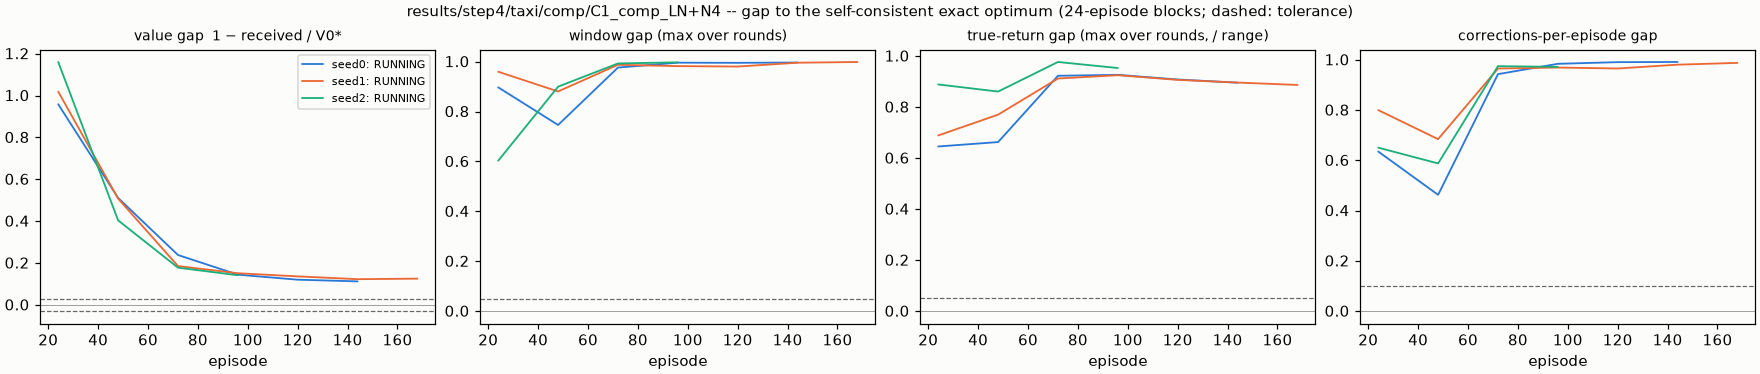 results/step4/taxi/comp/C1_comp_LN+N4 -- gap to the self-consistent exact optimum (24-episode blocks; dashed: tolerance)
value gap  1 − received / V0*
1.2
1.0
0.8
0.6
0.4
0.2
0.0
seed0: RUNNING
seed1: RUNNING
seed2: RUNNING
20 40 60 80 100 120 140 160
episode
window gap (max over rounds)
1.0
0.8
0.6
0.4
0.2
0.0
20 40 60 80 100 120 140 160
episode
true-return gap (max over rounds, / range)
1.0
0.8
0.6
0.4
0.2
0.0
20 40 60 80 100 120 140 160
episode
corrections-per-episode gap
1.0
0.8
0.6
0.4
0.2
0.0
20 40 60 80 100 120 140 160
episode